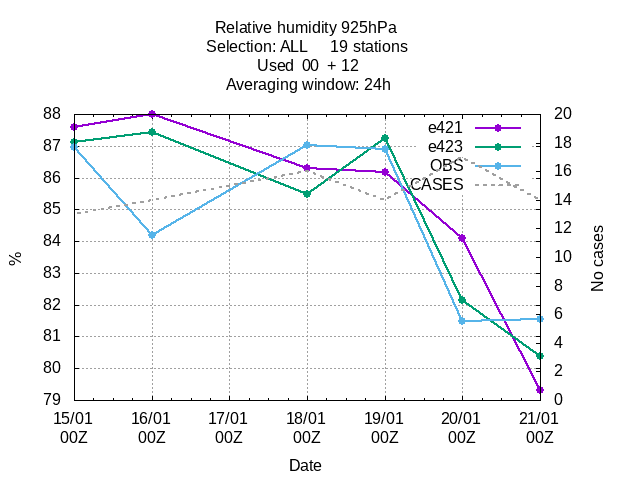 Relative humidity 925hPa
Selection: ALL     19 stations
Used  00  + 12
Averaging window: 24h
88
87
86
85
84
83
82
81
80
79
%
20
18
16
14
12
10
8
6
4
2
0
No cases
e421
e423
OBS
CASES
15/01 16/01 17/01 18/01 19/01 20/01 21/01
00Z 00Z 00Z 00Z 00Z 00Z 00Z
Date